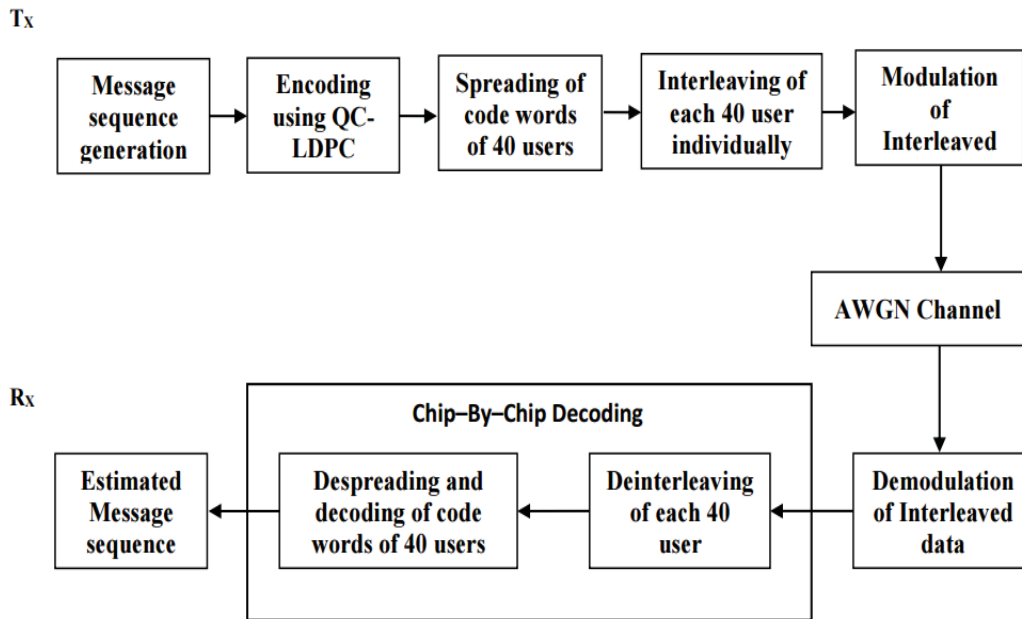 Tx
Message
sequence
generation
Encoding
using QC-
LDPC
Spreading of
code words
of 40 users
Interleaving of
each 40 user
individually
Modulation
of
Interleaved
AWGN Channel
Rx
Chip–By–Chip Decoding
Estimated
Message
sequence
Despreading and
decoding of code
words of 40 users
Deinterleaving
of each 40
user
Demodulation
of Interleaved
data